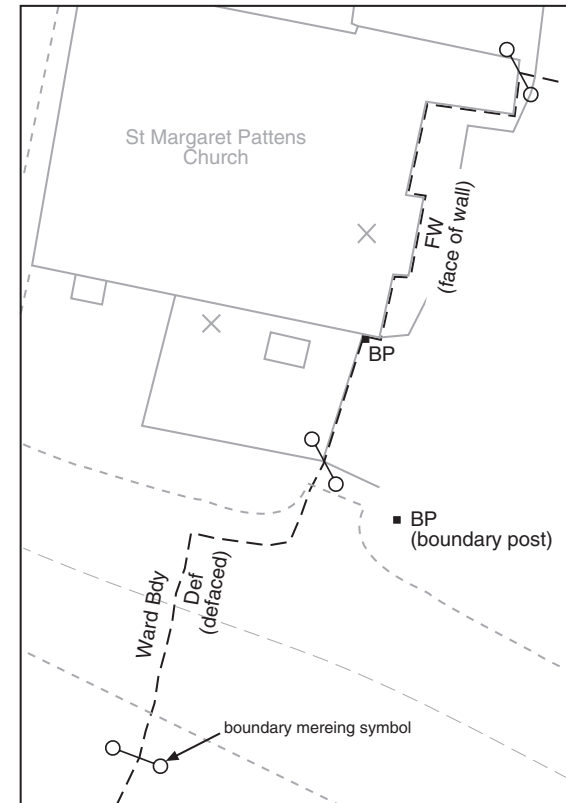 St Margaret Pattens
Church
FW
(face of wall)
BP
BP
(boundary post)
Ward Bdy
Def
(defaced)
boundary mereing symbol